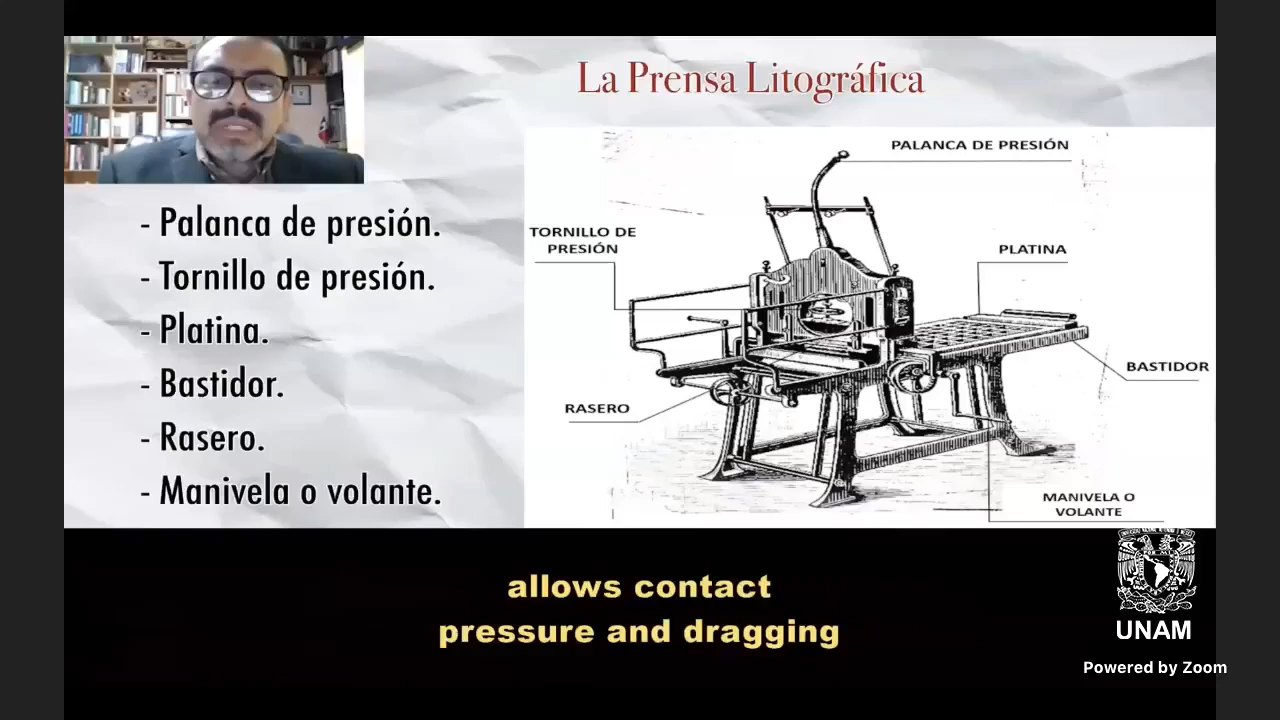 La Prensa Litográfica
- Palanca de presión.
- Tornillo de presión.
- Platina.
- Bastidor.
- Rasero.
- Manivela o volante.
PALANCA DE PRESIÓN
TORNILLO DE
PRESIÓN
PLATINA
BASTIDOR
RASERO
MANIVELA O
VOLANTE
allows contact
pressure and dragging
UNAM
Powered by Zoom